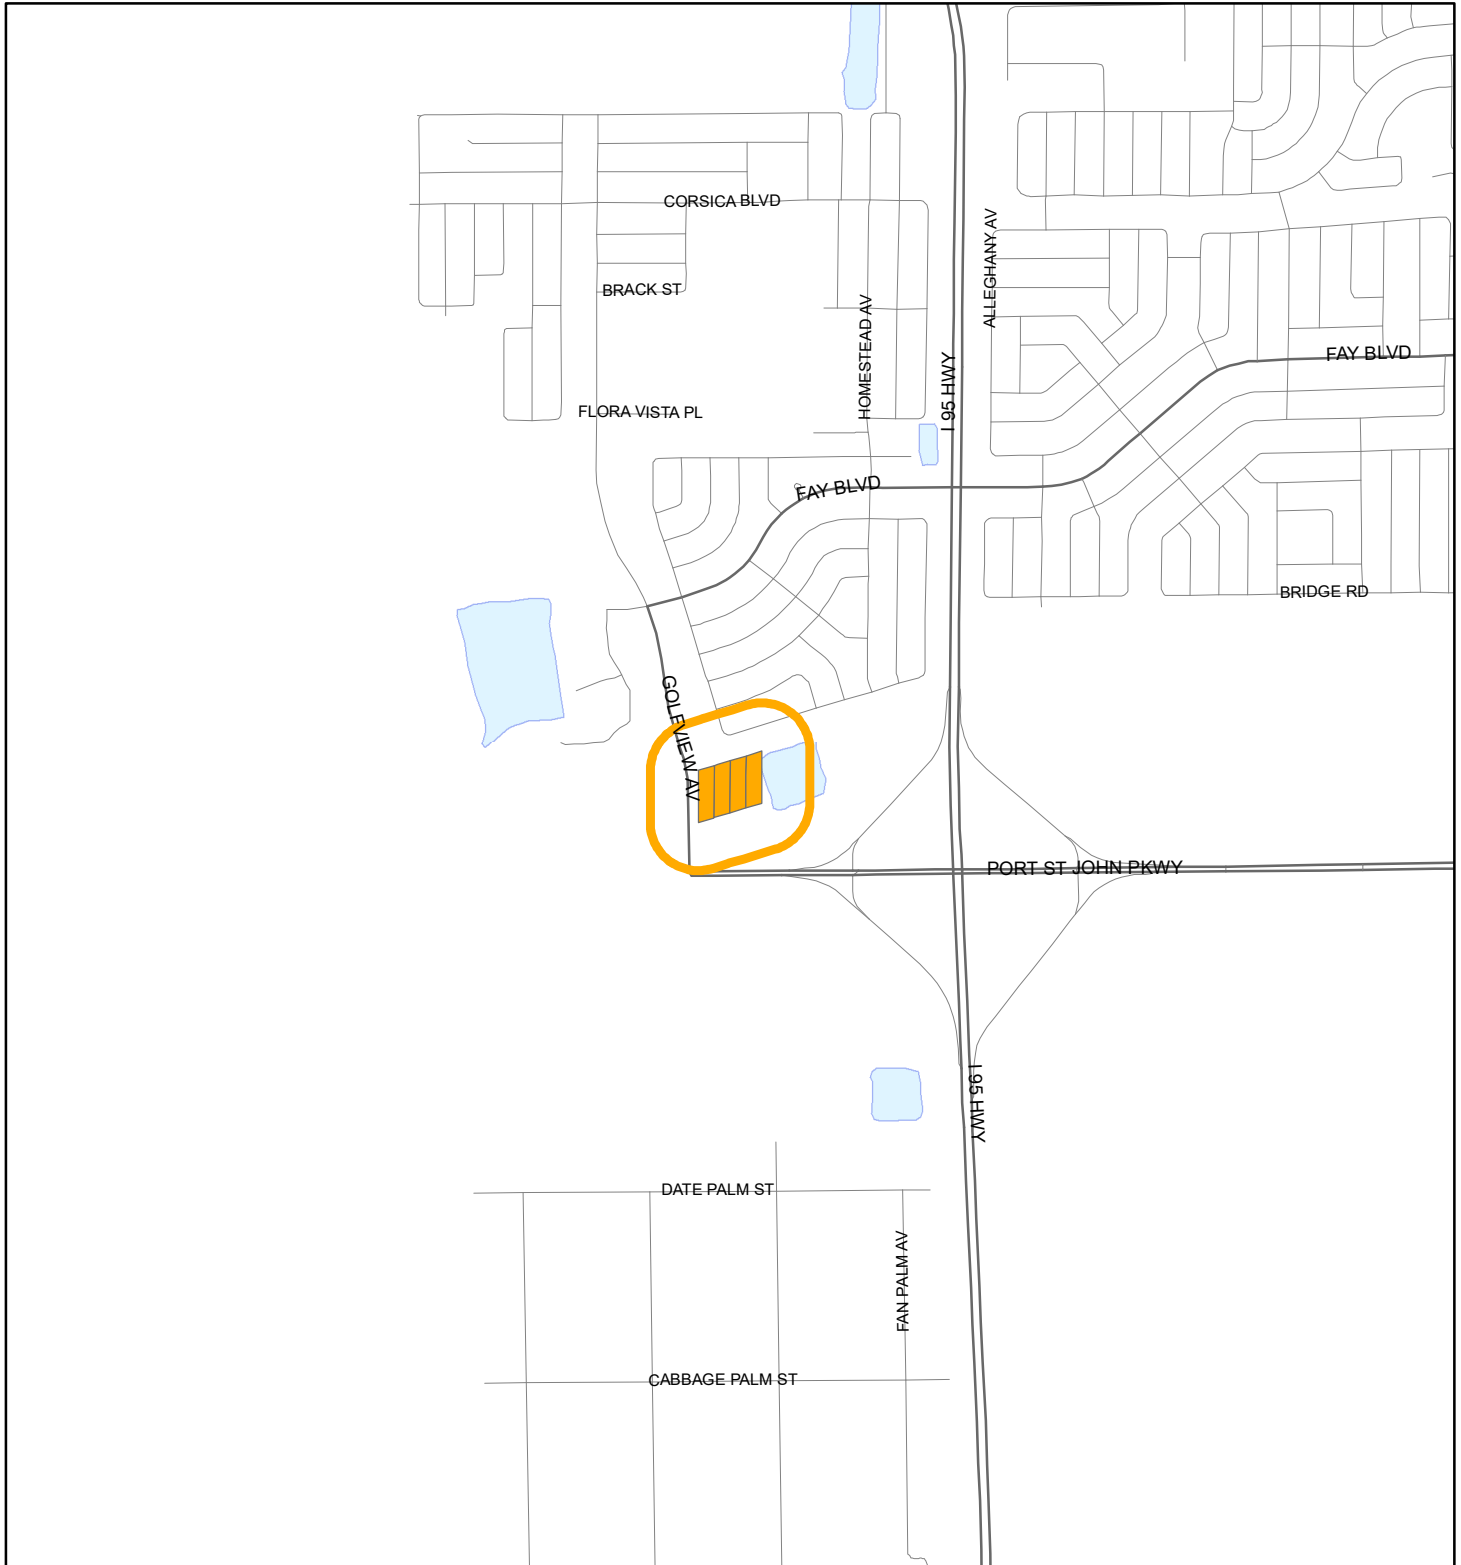 CORSICA BLVD
ALLEGHANY AV
BRACK ST
HOMESTEAD AV
I 95 HWY
FAY BLVD
FLORA VISTA PL
FAY BLVD
BRIDGE RD
GOLFVIEW AV
PORT ST JOHN PKWY
I 95 HWY
DATE PALM ST
FAN PALM AV
CABBAGE PALM ST